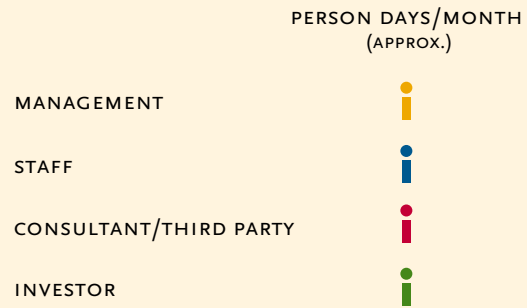 PERSON DAYS/MONTH
(APPROX.)
MANAGEMENT
STAFF
CONSULTANT/THIRD PARTY
INVESTOR